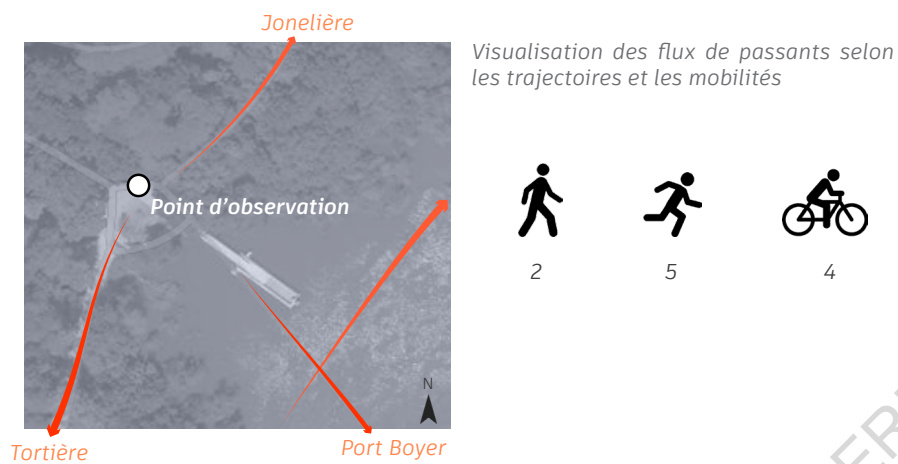 Jonelière
Visualisation des flux de passants selon
les trajectoires et les mobilités
Point d'observation
2 5 4
N
Tortière
Port Boyer